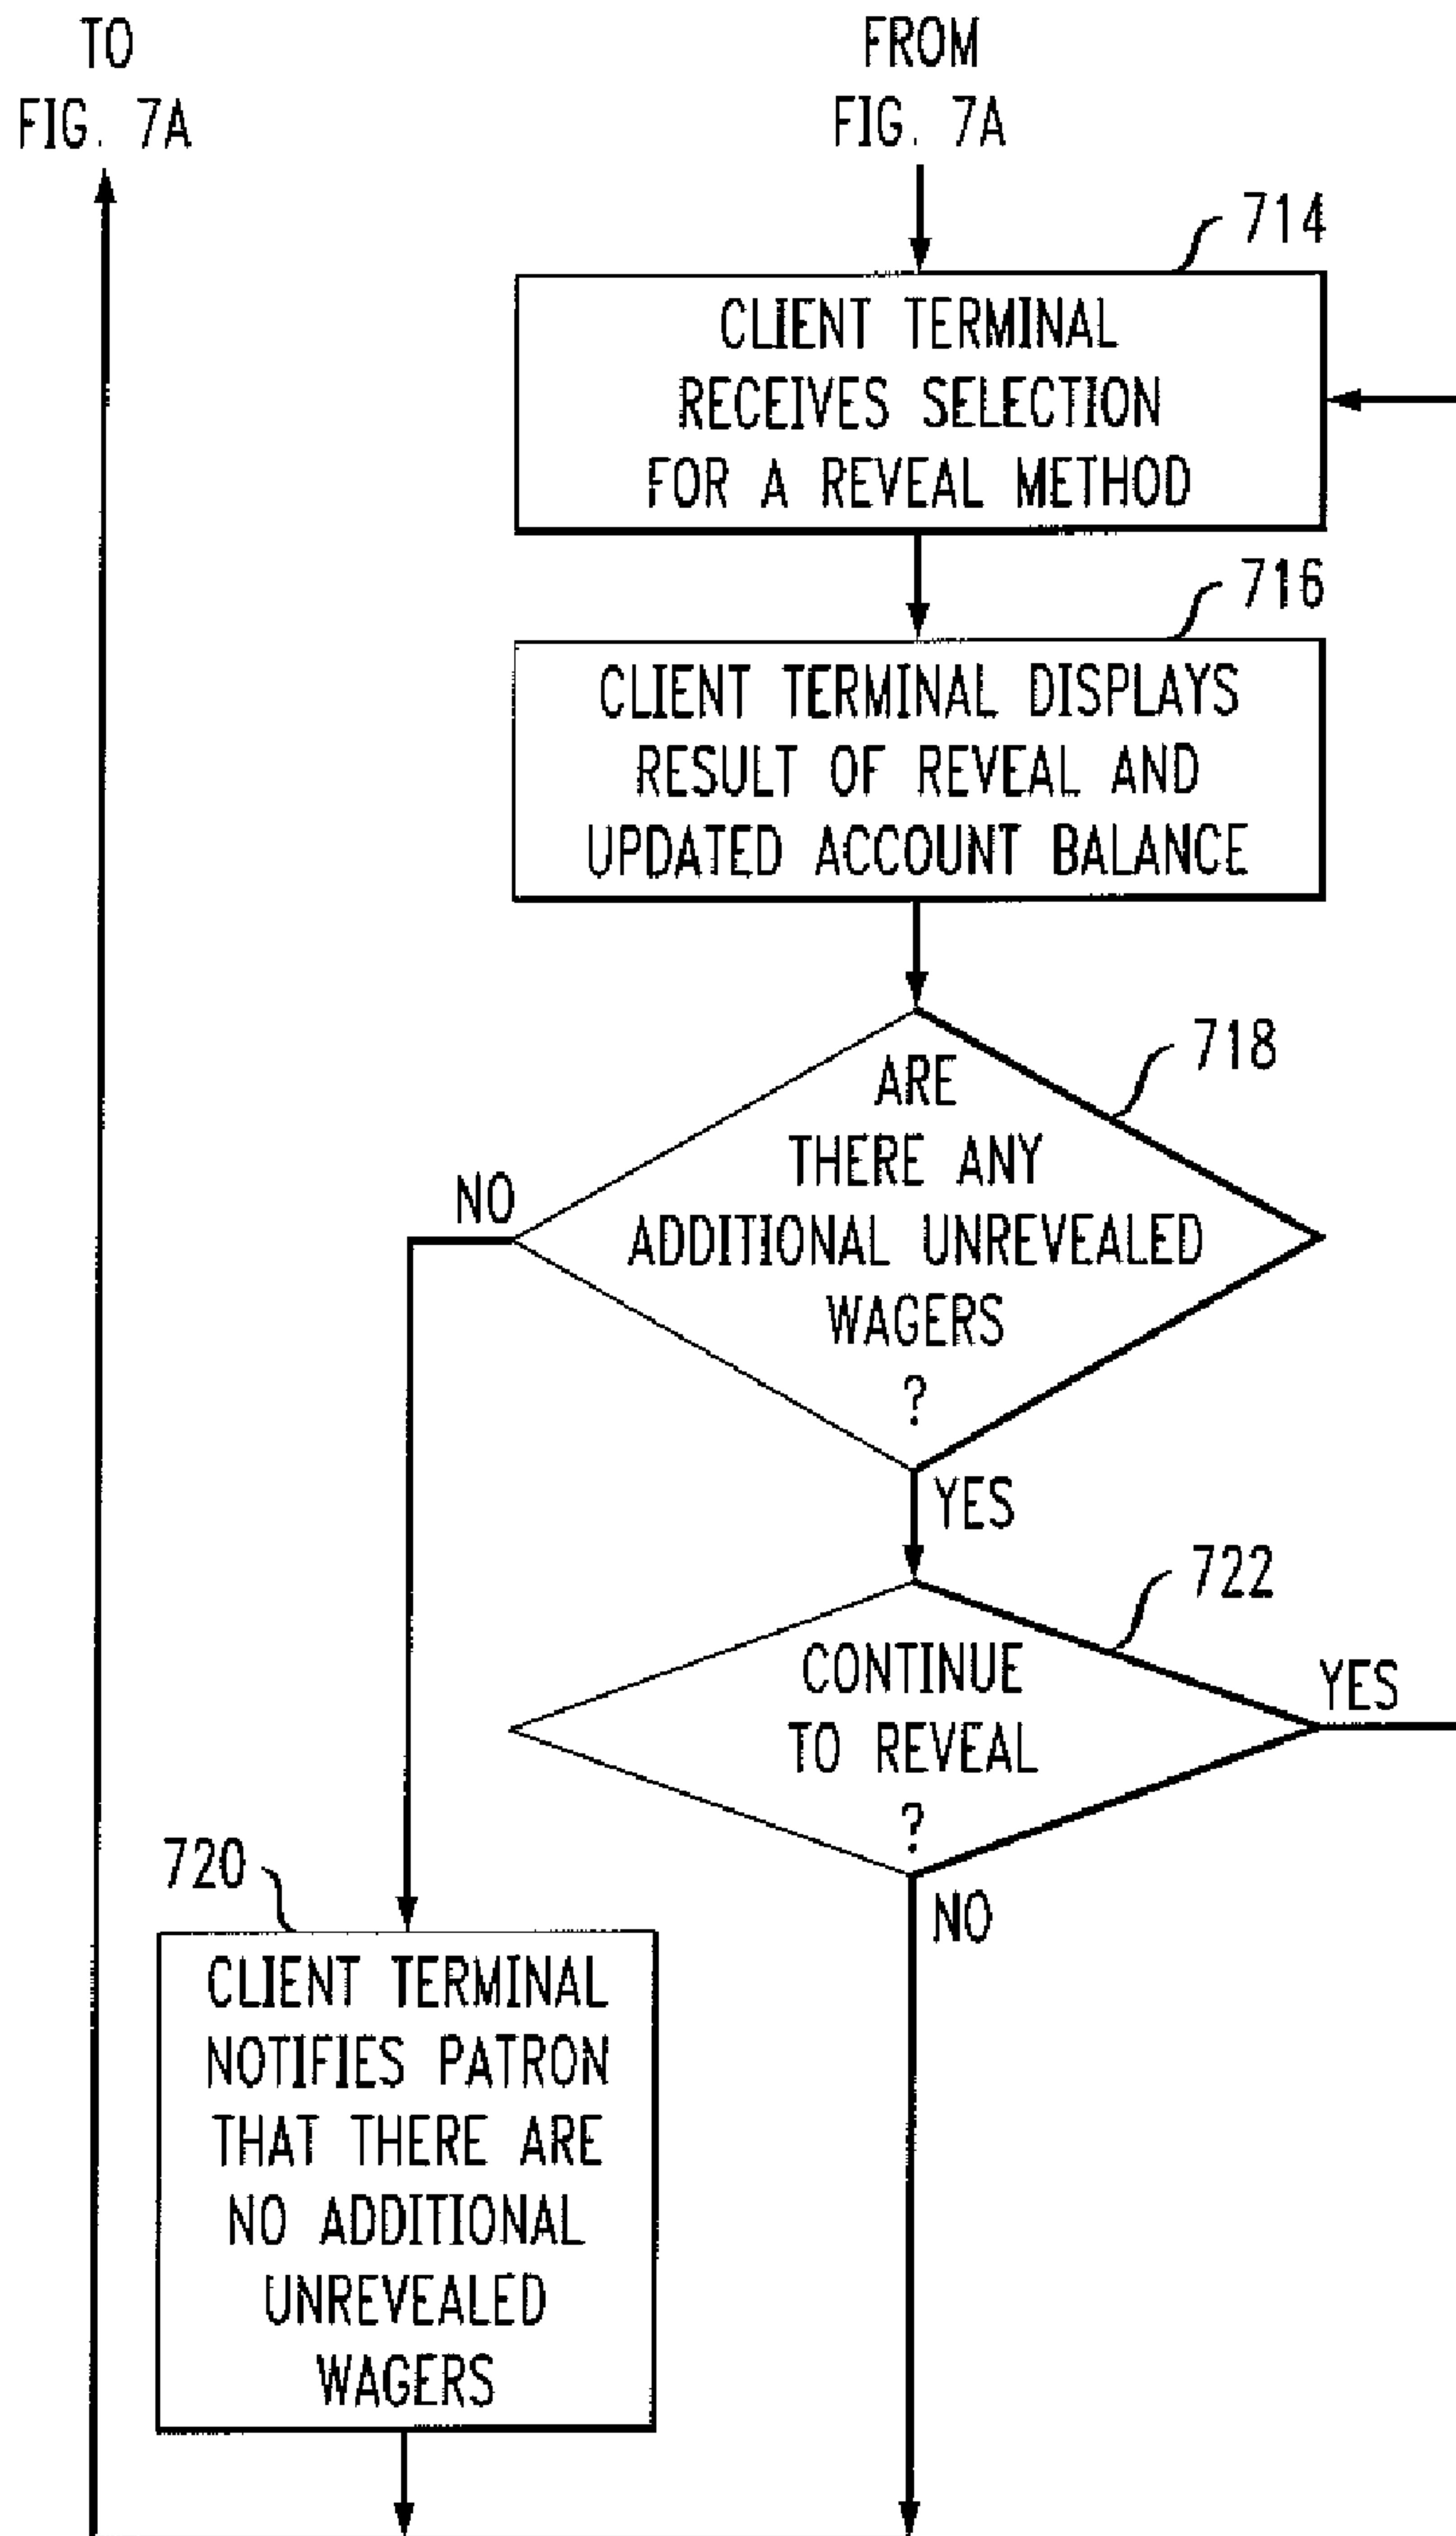 TO
FIG. 7A
FROM
FIG. 7A
714
CLIENT TERMINAL
RECEIVES SELECTION
FOR A REVEAL METHOD
716
CLIENT TERMINAL DISPLAYS
RESULT OF REVEAL AND
UPDATED ACCOUNT BALANCE
718
ARE
THERE ANY
ADDITIONAL UNREVEALED
WAGERS
?
NO
YES
722
CONTINUE
TO REVEAL
?
YES
NO
720
CLIENT TERMINAL
NOTIFIES PATRON
THAT THERE ARE
NO ADDITIONAL
UNREVEALED
WAGERS